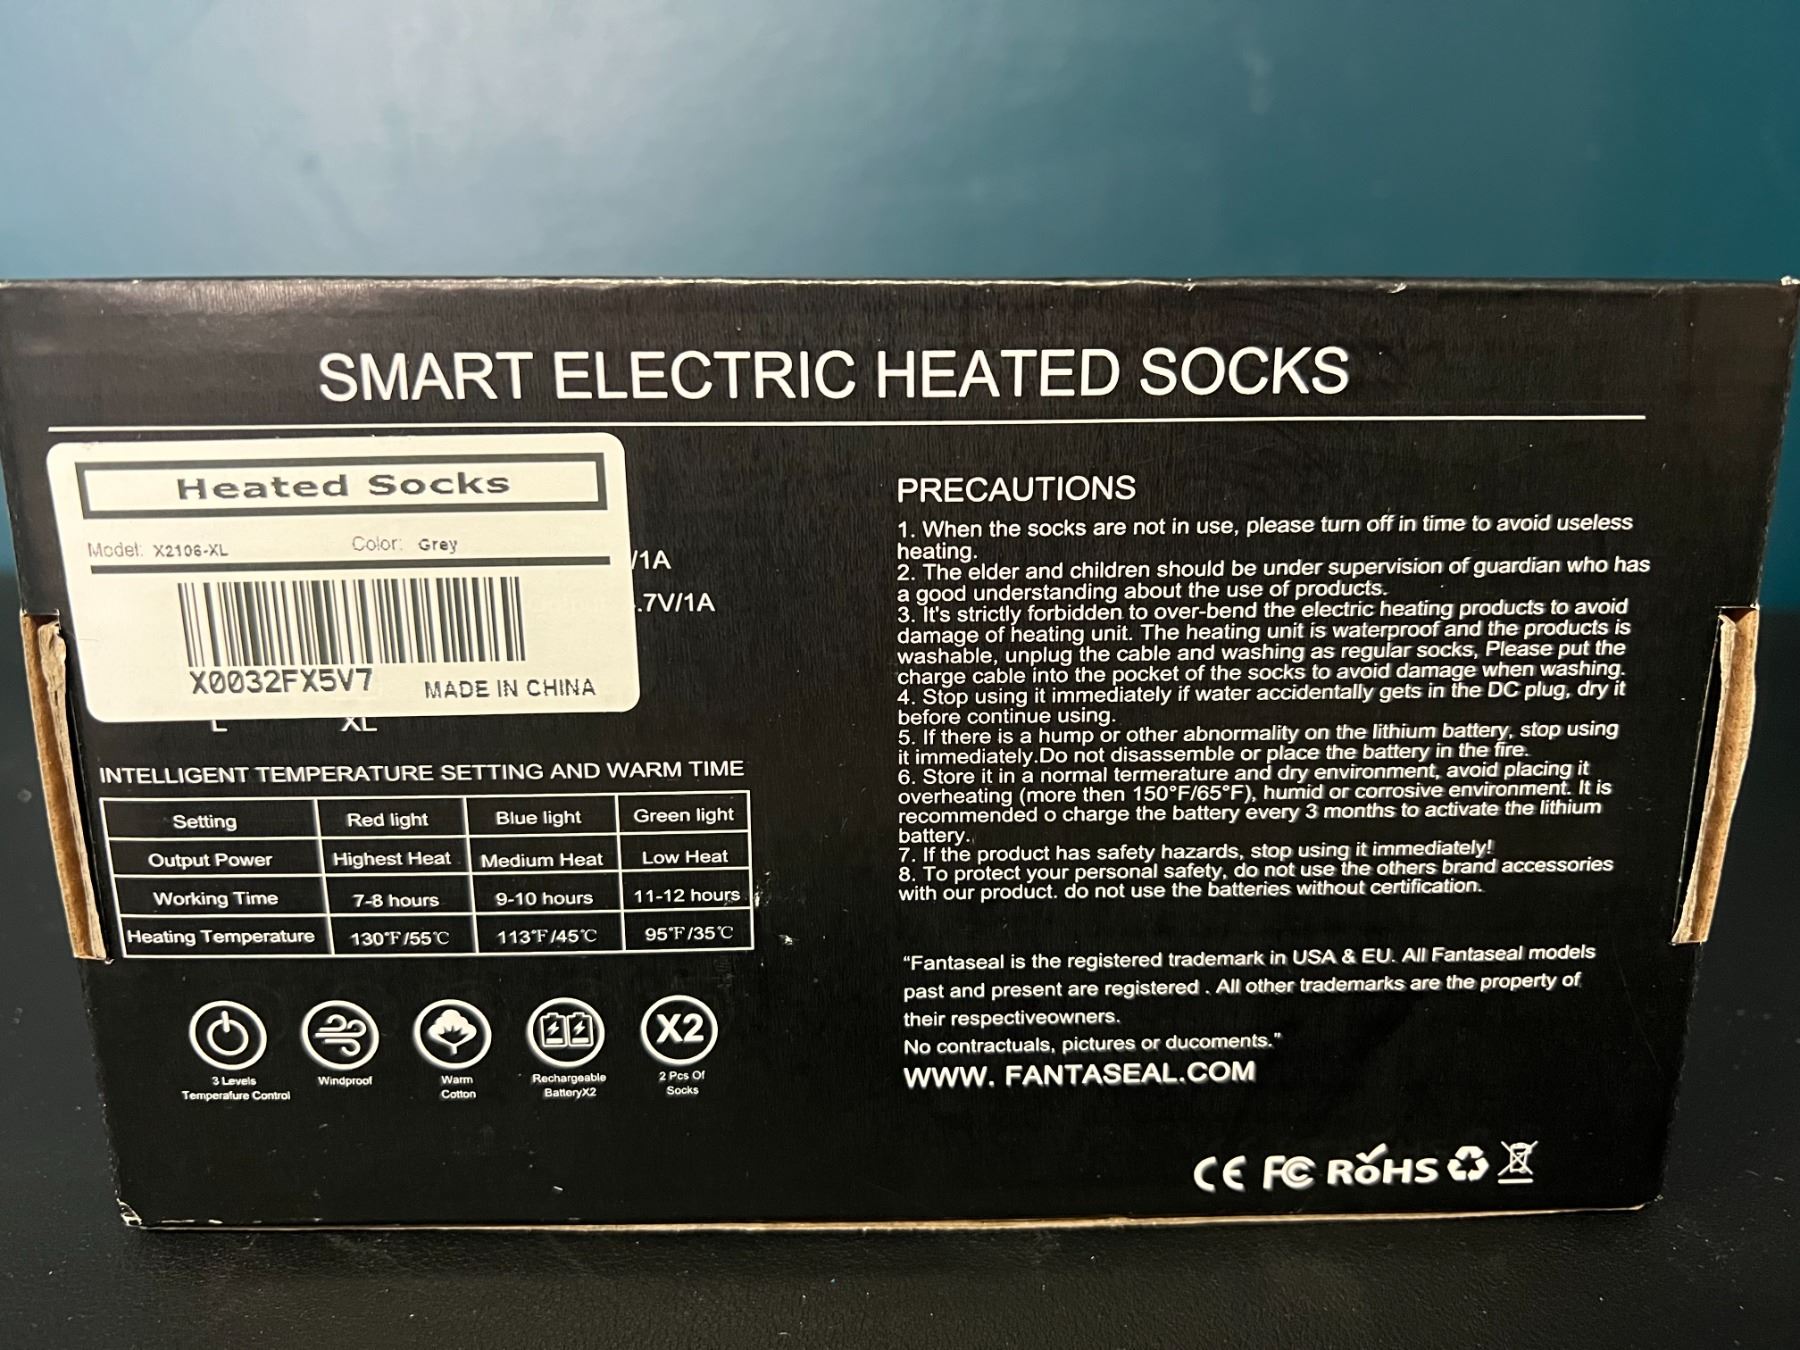 SMART ELECTRIC HEATED SOCKS
Heated Socks
Model: X2106-XL Color: Grey
X0032FX5V7 MADE IN CHINA
/1A
.7V/1A
L XL
INTELLIGENT TEMPERATURE SETTING AND WARM TIME
Setting Red light Blue light Green light
Output Power Highest Heat Medium Heat Low Heat
Working Time 7-8 hours 9-10 hours 11-12 hours
Heating Temperature 130℉/55℃ 113℉/45℃ 95℉/35℃
X2
3 Levels
Temperature Control
Windproof
Warm
Cotton
Rechargeable
BatteryX2
2 Pcs Of
Socks
PRECAUTIONS
1. When the socks are not in use, please turn off in time to avoid useless
heating.
2. The elder and children should be under supervision of guardian who has
a good understanding about the use of products.
3. It's strictly forbidden to over-bend the electric heating products to avoid
damage of heating unit. The heating unit is waterproof and the products is
washable, unplug the cable and washing as regular socks, Please put the
charge cable into the pocket of the socks to avoid damage when washing.
4. Stop using it immediately if water accidentally gets in the DC plug, dry it
before continue using.
5. If there is a hump or other abnormality on the lithium battery, stop using
it immediately.Do not disassemble or place the battery in the fire.
6. Store it in a normal termerature and dry environment, avoid placing it
overheating (more then 150°F/65°F), humid or corrosive environment. It is
recommended o charge the battery every 3 months to activate the lithium
battery.
7. If the product has safety hazards, stop using it immediately!
8. To protect your personal safety, do not use the others brand accessories
with our product. do not use the batteries without certification.
“Fantaseal is the registered trademark in USA & EU. All Fantaseal models
past and present are registered . All other trademarks are the property of
their respectiveowners.
No contractuals, pictures or ducoments.”
WWW. FANTASEAL.COM
CE FC RoHS